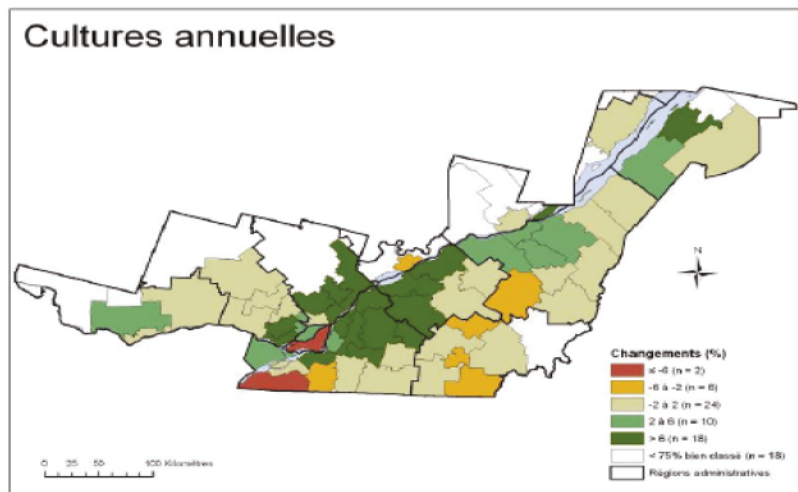 Cultures annuelles
N
Changements (%)
≤ -6 (n = 2)
-6 à -2 (n = 6)
-2 à 2 (n = 24)
2 à 6 (n = 10)
> 6 (n = 18)
< 75% bien classé (n = 18)
Régions administratives
0 25 50 100 Kilomètres